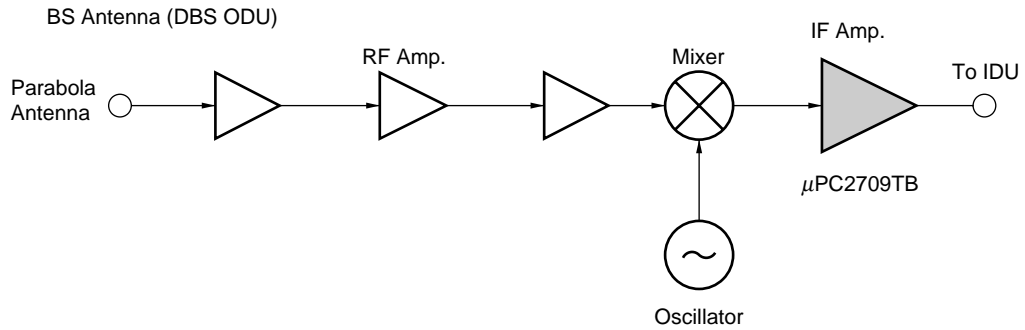 BS Antenna (DBS ODU)
IF Amp.
RF Amp.
Mixer
To IDU
Parabola
Antenna
μPC2709TB
Oscillator